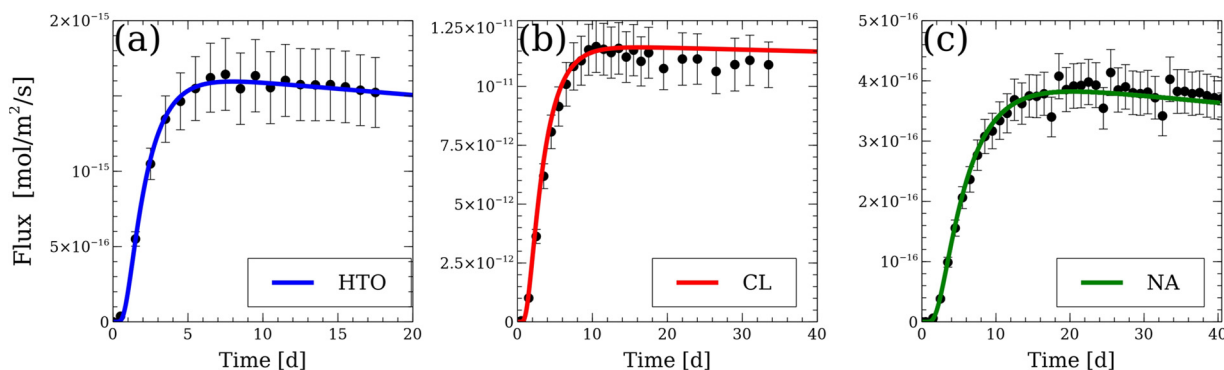 (a)
Flux [mol/m²/s]
2×10⁻¹⁵
1×10⁻¹⁵
5×10⁻¹⁶
0
0 5 10 15 20
Time [d]
HTO
(b)
1.25×10⁻¹¹
1×10⁻¹¹
7.5×10⁻¹²
5×10⁻¹²
2.5×10⁻¹²
0
0 10 20 30 40
Time [d]
CL
(c)
5×10⁻¹⁶
4×10⁻¹⁶
3×10⁻¹⁶
2×10⁻¹⁶
1×10⁻¹⁶
0
0 10 20 30 40
Time [d]
NA